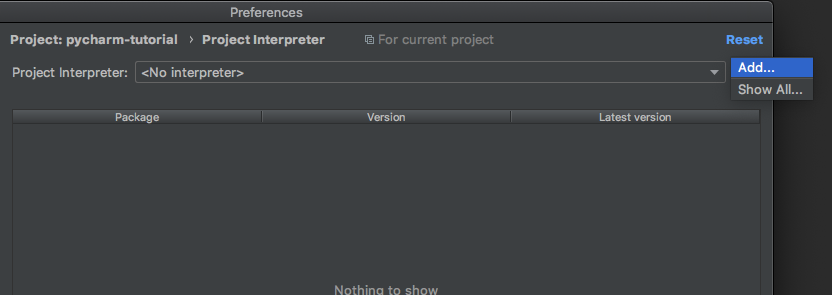 Preferences
Project: pycharm-tutorial › Project Interpreter For current project Reset
Project Interpreter: <No interpreter> Add...
Show All...
Package Version Latest version
Nothing to show